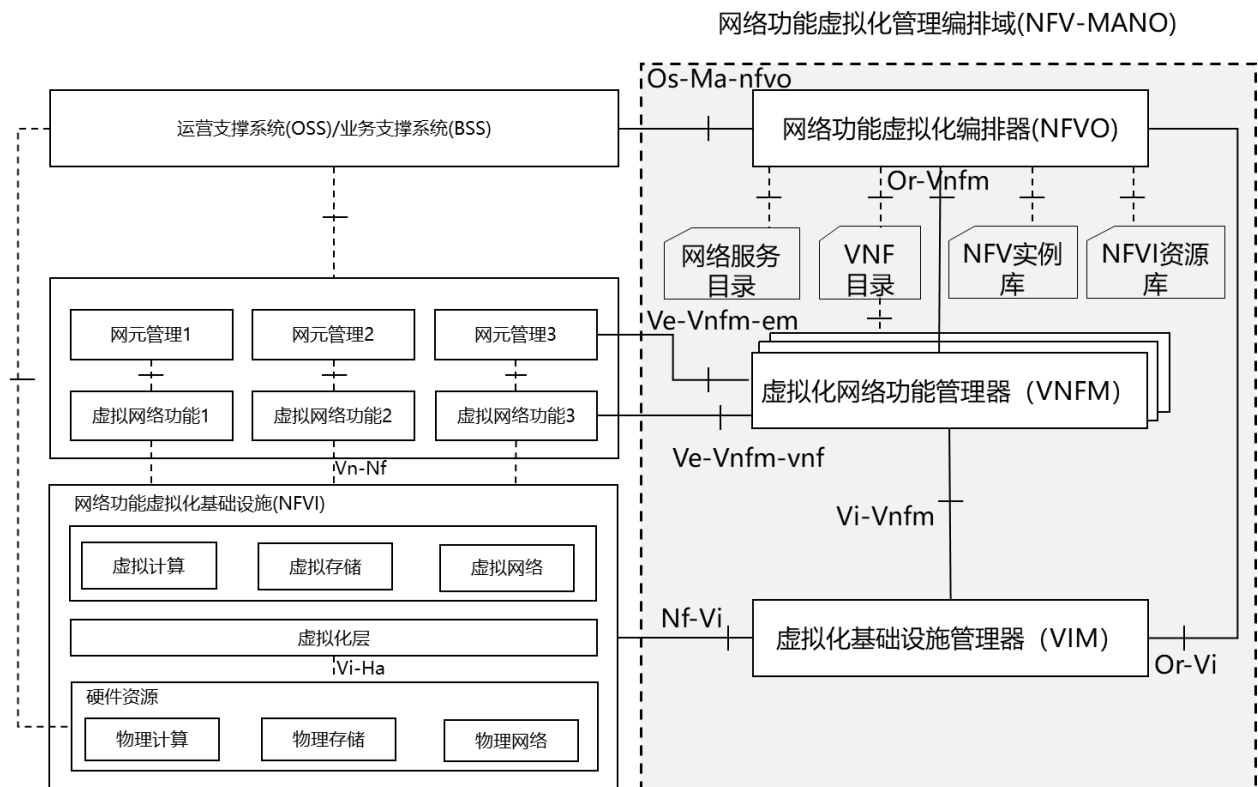 网络功能虚拟化管理编排域(NFV-MANO)
Os-Ma-nfvo
运营支撑系统(OSS)/业务支撑系统(BSS)
网络功能虚拟化编排器(NFVO)
Or-Vnfm
网络服务
目录
VNF
目录
NFV实例
库
NFVI资源
库
Ve-Vnfm-em
网元管理1
网元管理2
网元管理3
虚拟化网络功能管理器（VNFM）
虚拟网络功能1
虚拟网络功能2
虚拟网络功能3
Ve-Vnfm-vnf
Vn-Nf
网络功能虚拟化基础设施(NFVI)
Vi-Vnfm
虚拟计算
虚拟存储
虚拟网络
Nf-Vi
虚拟化层
虚拟化基础设施管理器（VIM）
Or-Vi
Vi-Ha
硬件资源
物理计算
物理存储
物理网络